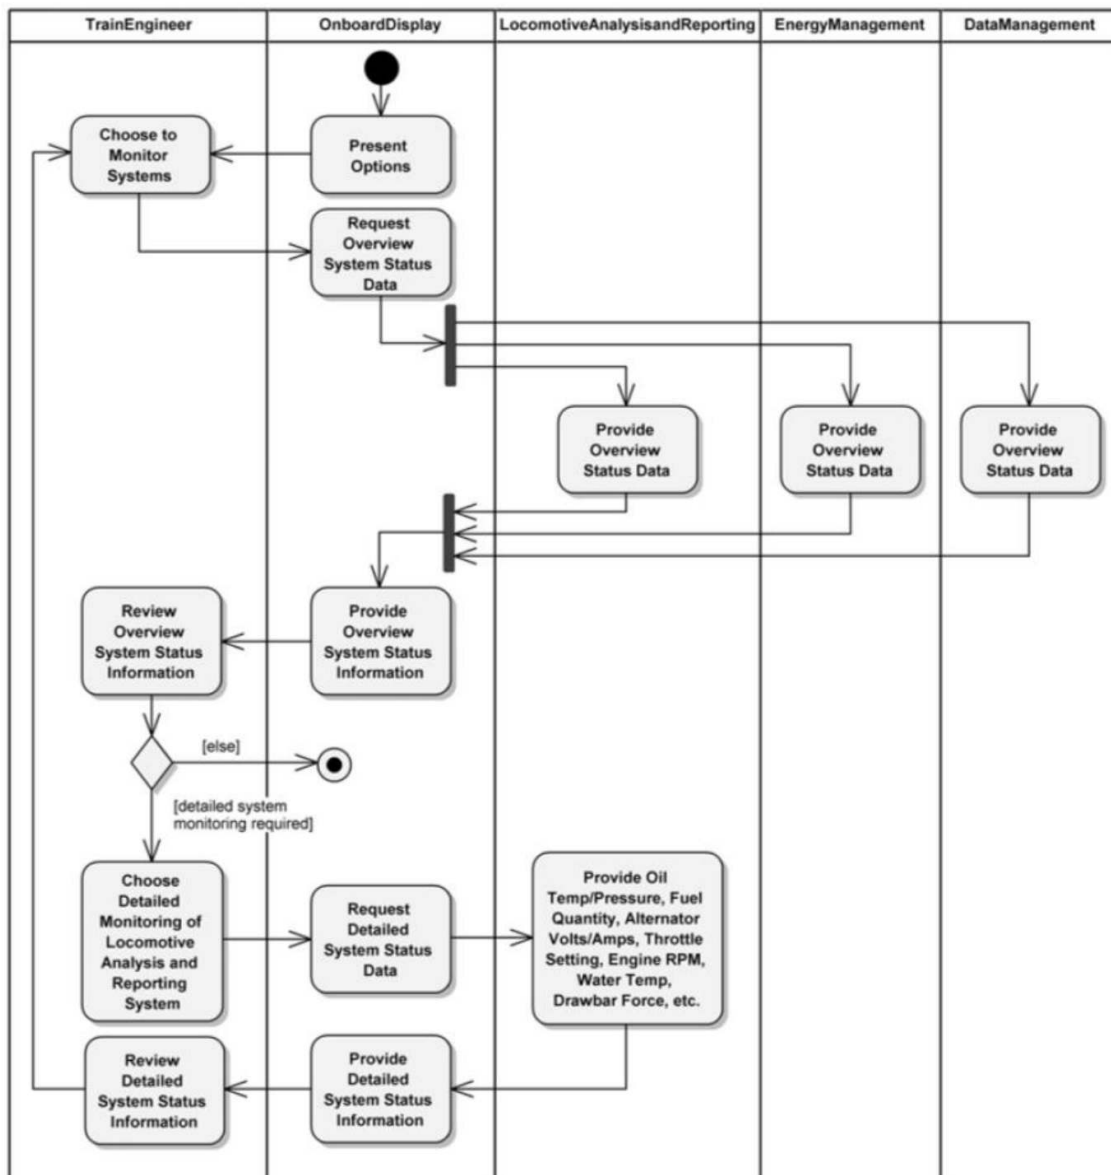 TrainEngineer
OnboardDisplay
LocomotiveAnalysisandReporting
EnergyManagement
DataManagement
Choose to
Monitor
Systems
Present
Options
Request
Overview
System Status
Data
Provide
Overview
Status Data
Provide
Overview
Status Data
Provide
Overview
Status Data
Review
Overview
System Status
Information
Provide
Overview
System Status
Information
[else]
[detailed system
monitoring required]
Choose
Detailed
Monitoring of
Locomotive
Analysis and
Reporting
System
Request
Detailed
System Status
Data
Provide Oil
Temp/Pressure, Fuel
Quantity, Alternator
Volts/Amps, Throttle
Setting, Engine RPM,
Water Temp,
Drawbar Force, etc.
Review
Detailed
System Status
Information
Provide
Detailed
System Status
Information